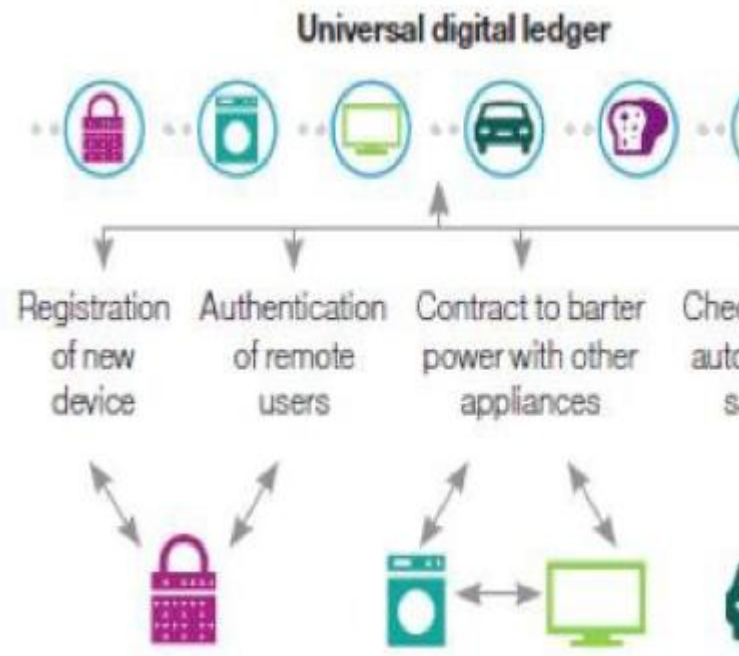 Universal digital ledger
Registration
of new
device
Authentication
of remote
users
Contract to barter
power with other
appliances